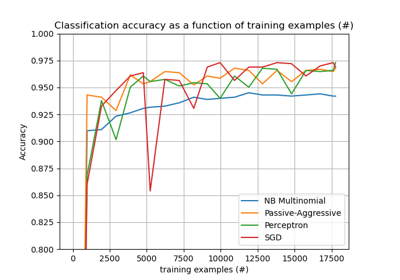 Classification accuracy as a function of training examples (#)
1.000
0.975
0.950
0.925
0.900
0.875
0.850
0.825
0.800
Accuracy
NB Multinomial
Passive-Aggressive
Perceptron
SGD
0 2500 5000 7500 10000 12500 15000 17500
training examples (#)